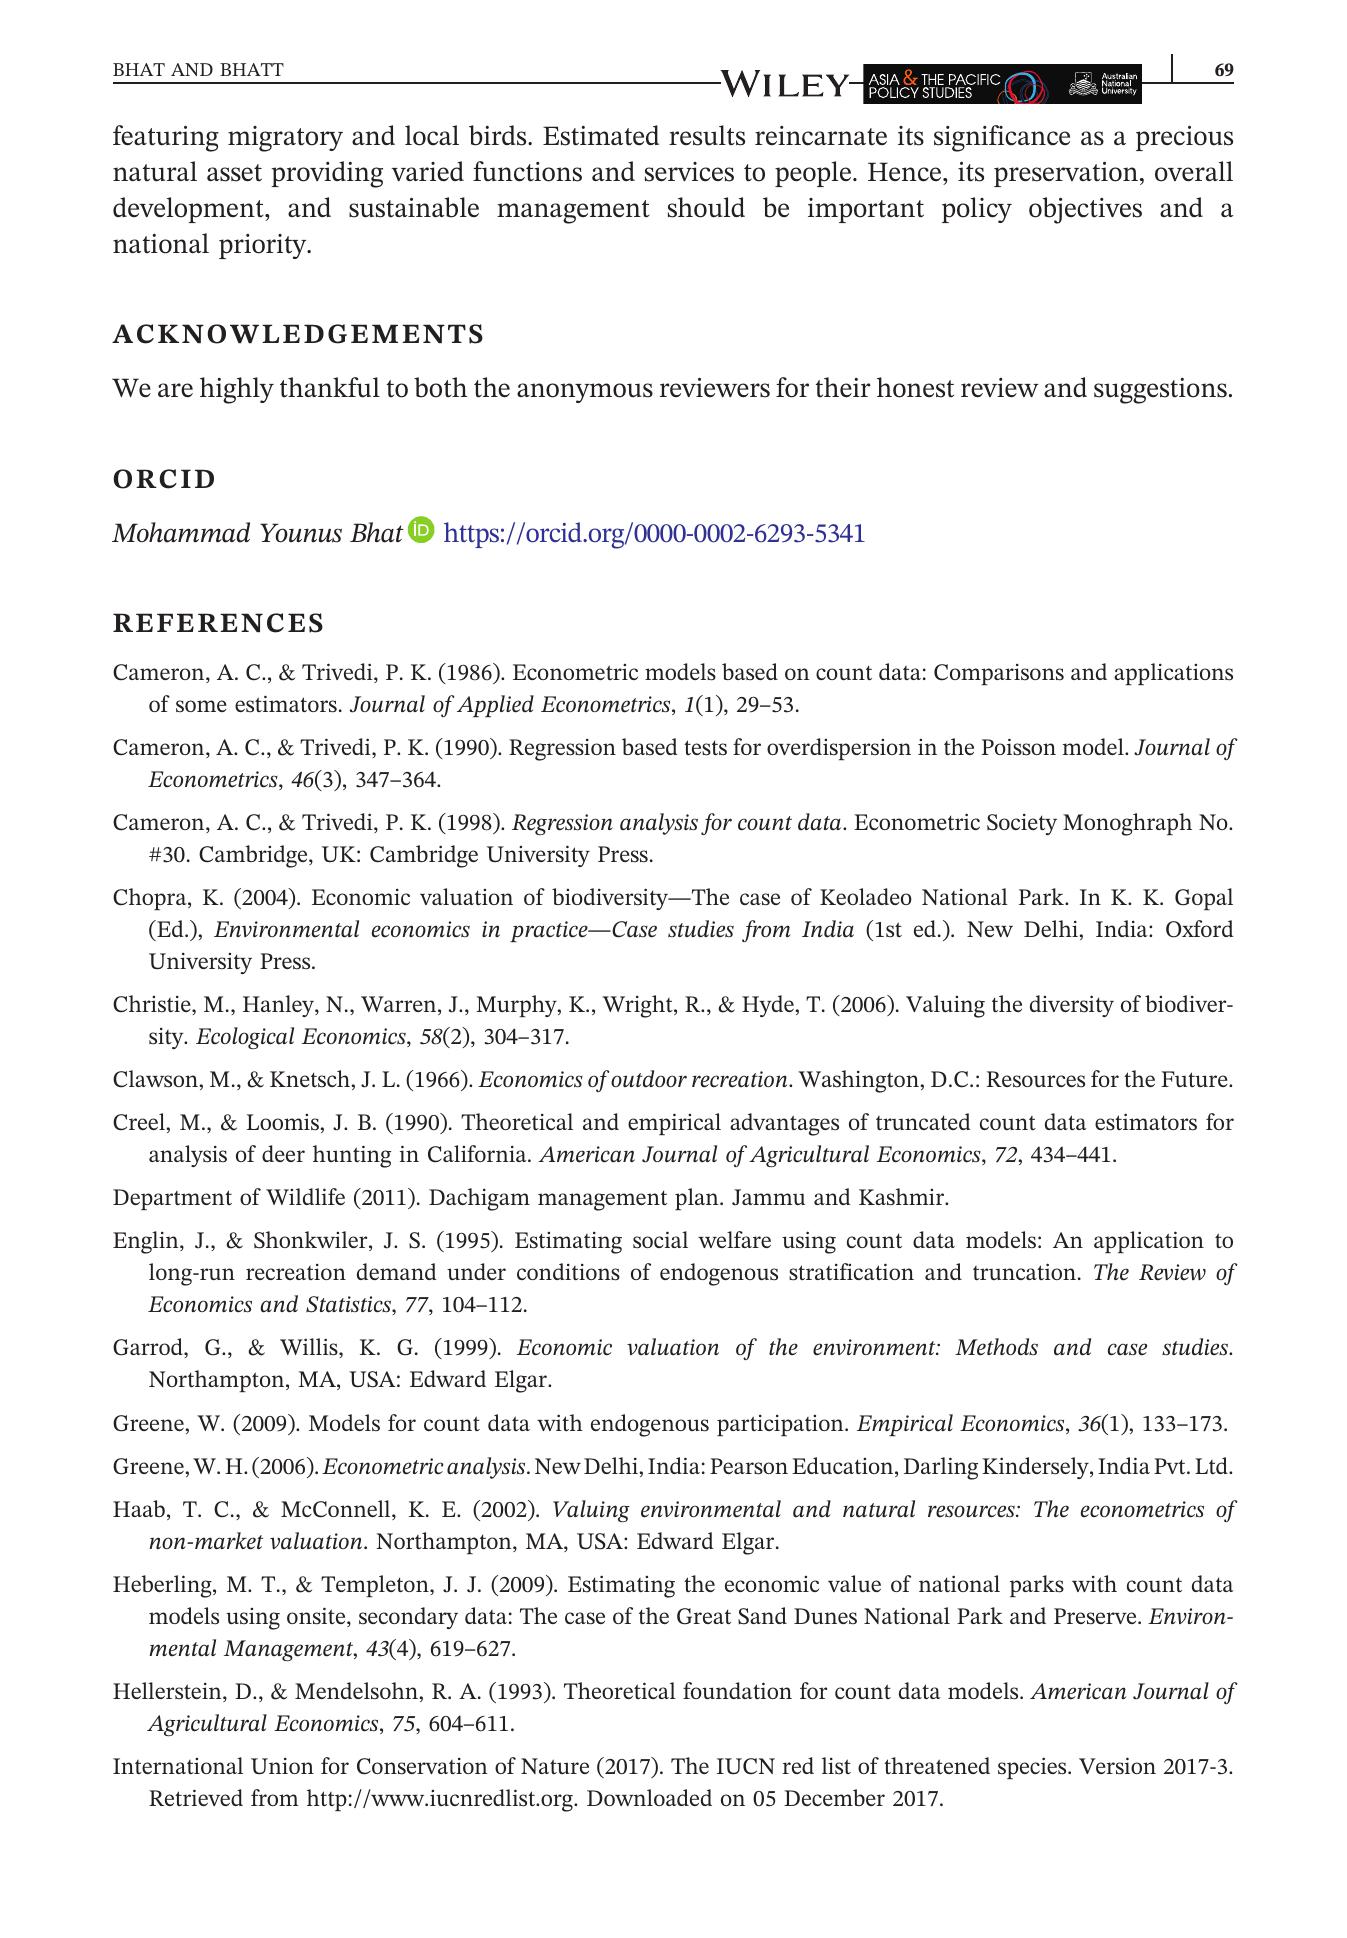 BHAT AND BHATT
WILEY
ASIA & THE PACIFIC
POLICY STUDIES
Australian
National
University
69
featuring migratory and local birds. Estimated results reincarnate its significance as a precious
natural asset providing varied functions and services to people. Hence, its preservation, overall
development, and sustainable management should be important policy objectives and a
national priority.
ACKNOWLEDGEMENTS
We are highly thankful to both the anonymous reviewers for their honest review and suggestions.
ORCID
Mohammad Younus Bhat iD https://orcid.org/0000-0002-6293-5341
REFERENCES
Cameron, A. C., & Trivedi, P. K. (1986). Econometric models based on count data: Comparisons and applications
of some estimators. Journal of Applied Econometrics, 1(1), 29–53.
Cameron, A. C., & Trivedi, P. K. (1990). Regression based tests for overdispersion in the Poisson model. Journal of
Econometrics, 46(3), 347–364.
Cameron, A. C., & Trivedi, P. K. (1998). Regression analysis for count data. Econometric Society Monoghraph No.
#30. Cambridge, UK: Cambridge University Press.
Chopra, K. (2004). Economic valuation of biodiversity—The case of Keoladeo National Park. In K. K. Gopal
(Ed.), Environmental economics in practice—Case studies from India (1st ed.). New Delhi, India: Oxford
University Press.
Christie, M., Hanley, N., Warren, J., Murphy, K., Wright, R., & Hyde, T. (2006). Valuing the diversity of biodiver-
sity. Ecological Economics, 58(2), 304–317.
Clawson, M., & Knetsch, J. L. (1966). Economics of outdoor recreation. Washington, D.C.: Resources for the Future.
Creel, M., & Loomis, J. B. (1990). Theoretical and empirical advantages of truncated count data estimators for
analysis of deer hunting in California. American Journal of Agricultural Economics, 72, 434–441.
Department of Wildlife (2011). Dachigam management plan. Jammu and Kashmir.
Englin, J., & Shonkwiler, J. S. (1995). Estimating social welfare using count data models: An application to
long-run recreation demand under conditions of endogenous stratification and truncation. The Review of
Economics and Statistics, 77, 104–112.
Garrod, G., & Willis, K. G. (1999). Economic valuation of the environment: Methods and case studies.
Northampton, MA, USA: Edward Elgar.
Greene, W. (2009). Models for count data with endogenous participation. Empirical Economics, 36(1), 133–173.
Greene, W. H. (2006). Econometric analysis. New Delhi, India: Pearson Education, Darling Kindersely, India Pvt. Ltd.
Haab, T. C., & McConnell, K. E. (2002). Valuing environmental and natural resources: The econometrics of
non-market valuation. Northampton, MA, USA: Edward Elgar.
Heberling, M. T., & Templeton, J. J. (2009). Estimating the economic value of national parks with count data
models using onsite, secondary data: The case of the Great Sand Dunes National Park and Preserve. Environ-
mental Management, 43(4), 619–627.
Hellerstein, D., & Mendelsohn, R. A. (1993). Theoretical foundation for count data models. American Journal of
Agricultural Economics, 75, 604–611.
International Union for Conservation of Nature (2017). The IUCN red list of threatened species. Version 2017-3.
Retrieved from http://www.iucnredlist.org. Downloaded on 05 December 2017.